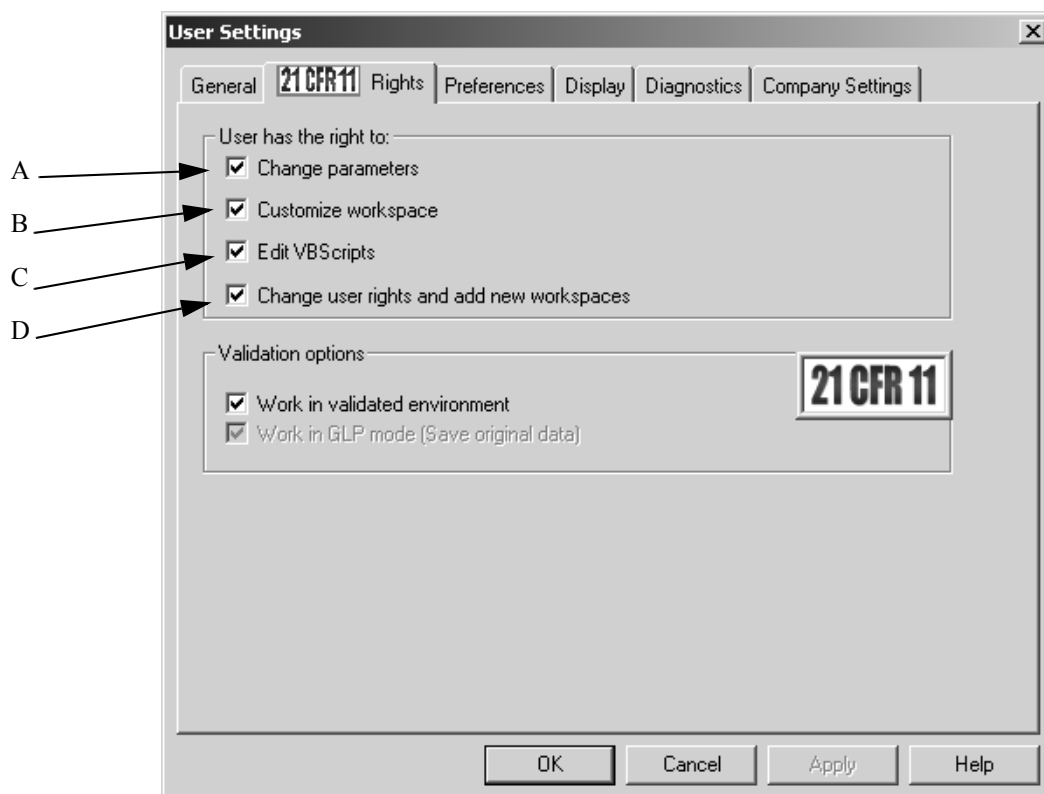 User Settings
General 21 CFR 11 Rights Preferences Display Diagnostics Company Settings
User has the right to:
A
Change parameters
B
Customize workspace
C
Edit VBScripts
D
Change user rights and add new workspaces
Validation options
21 CFR 11
Work in validated environment
Work in GLP mode (Save original data)
OK Cancel Apply Help